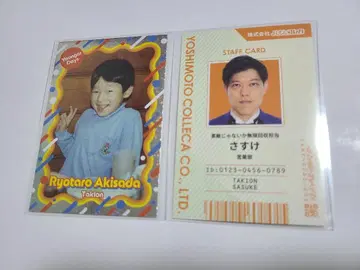 Younger Days
Ryotaro Akisada
Takion
YOSHIMOTO COLLECA CO., LTD.
株式会社
STAFF CARD
さすけ
営業部
ID:0123-0456-0789
TAKION
SASUKE